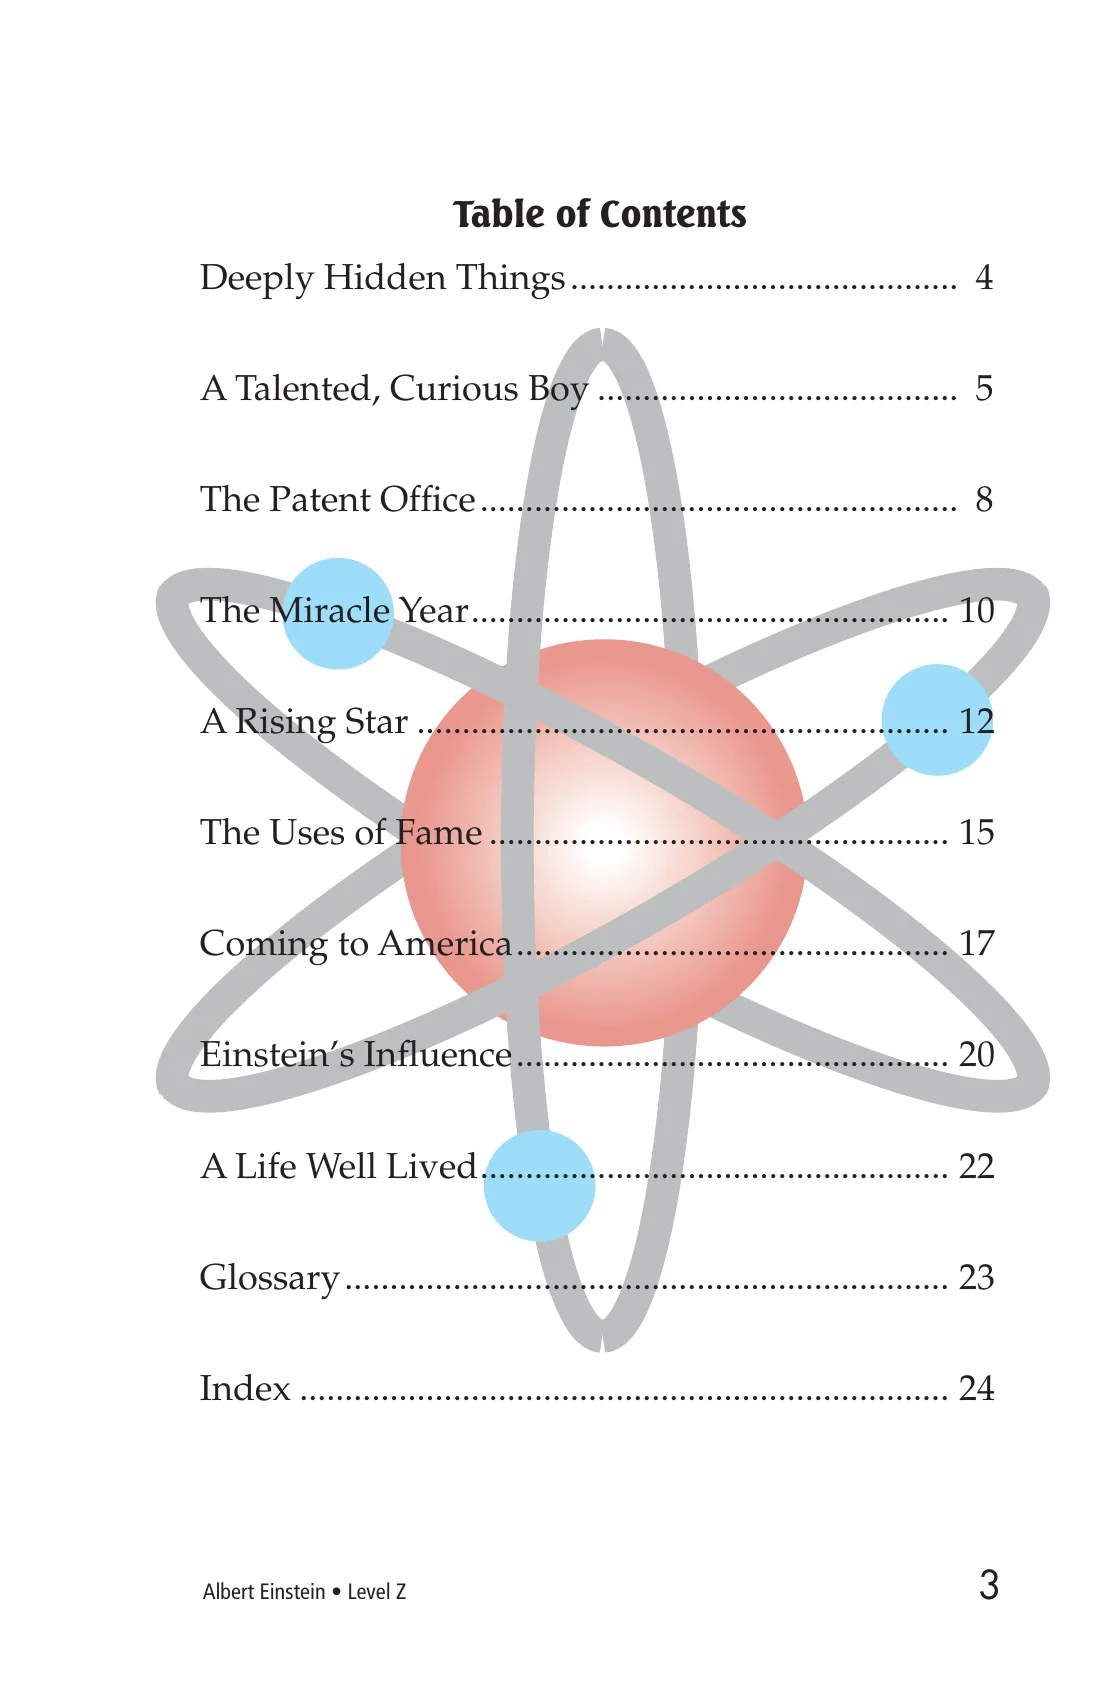 Table of Contents
Deeply Hidden Things........................................... 4
A Talented, Curious Boy ........................................ 5
The Patent Office..................................................... 8
The Miracle Year..................................................... 10
A Rising Star ........................................................... 12
The Uses of Fame ................................................... 15
Coming to America................................................ 17
Einstein’s Influence................................................ 20
A Life Well Lived.................................................... 22
Glossary................................................................... 23
Index ........................................................................ 24
Albert Einstein • Level Z 3